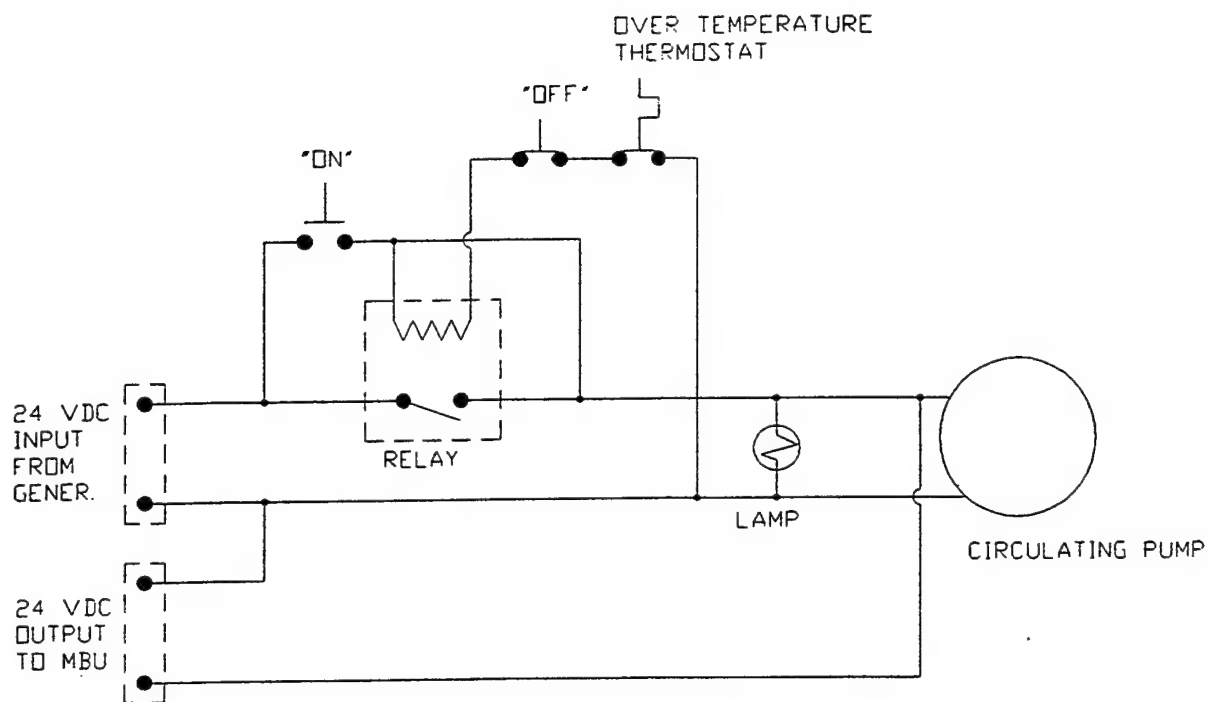 OVER TEMPERATURE
THERMOSTAT
"OFF"
"ON"
24 VDC
INPUT
FROM
GENER.
RELAY
LAMP
CIRCULATING PUMP
24 VDC
OUTPUT
TO MBU